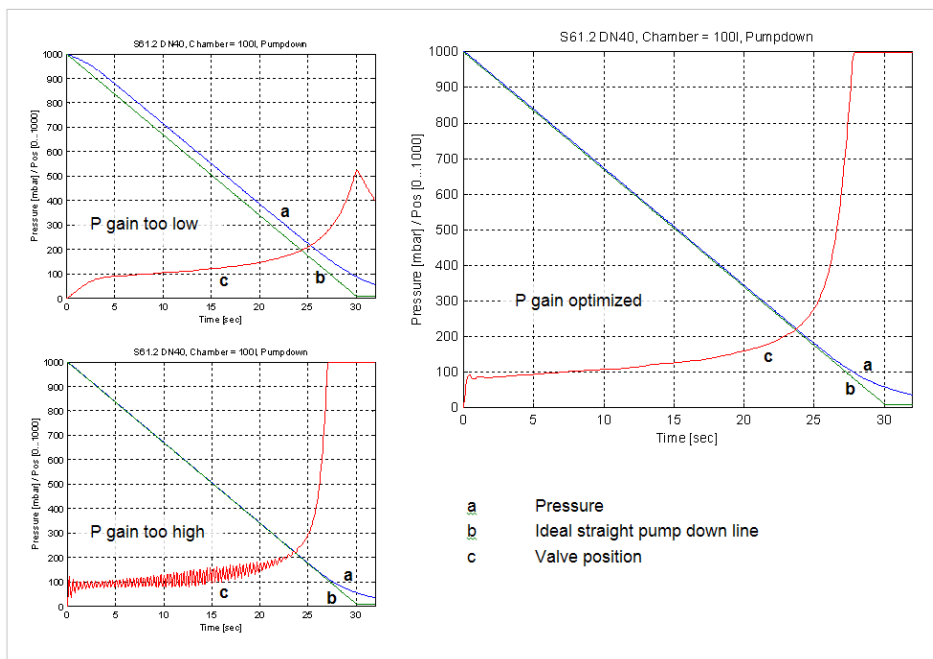 S61.2 DN40, Chamber = 100l, Pumpdown
Pressure [mbar] / Pos [0...1000]
1000
900
800
700
600
500
400
300
200
100
0
P gain too low
a
b
c
0 5 10 15 20 25 30
Time [sec]
S61.2 DN40, Chamber = 100l, Pumpdown
Pressure [mbar] / Pos [0...1000]
1000
900
800
700
600
500
400
300
200
100
0
P gain too high
a
b
c
0 5 10 15 20 25 30
Time [sec]
S61.2 DN40, Chamber = 100l, Pumpdown
Pressure [mbar] / Pos [0...1000]
1000
900
800
700
600
500
400
300
200
100
0
P gain optimized
c
a
b
0 5 10 15 20 25 30
Time [sec]
a Pressure
b Ideal straight pump down line
c Valve position